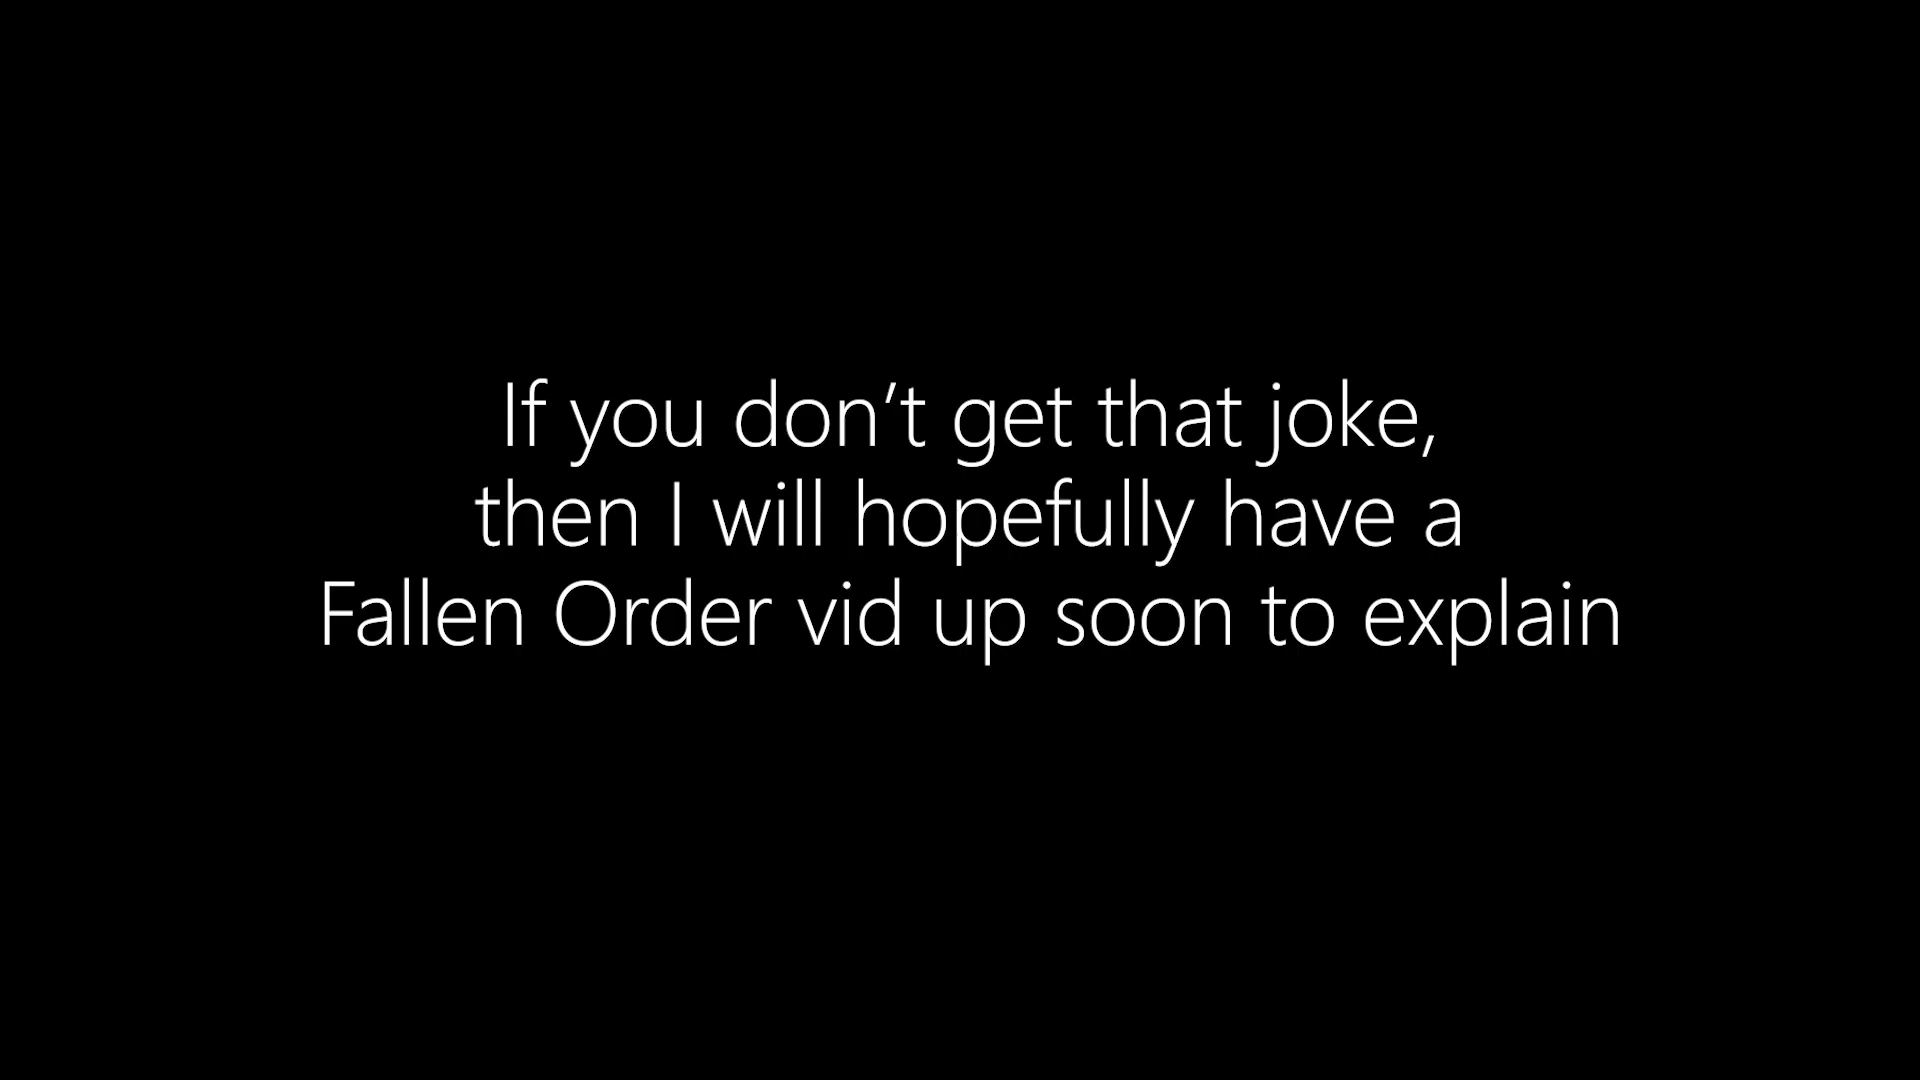 If you don’t get that joke,
then I will hopefully have a
Fallen Order vid up soon to explain